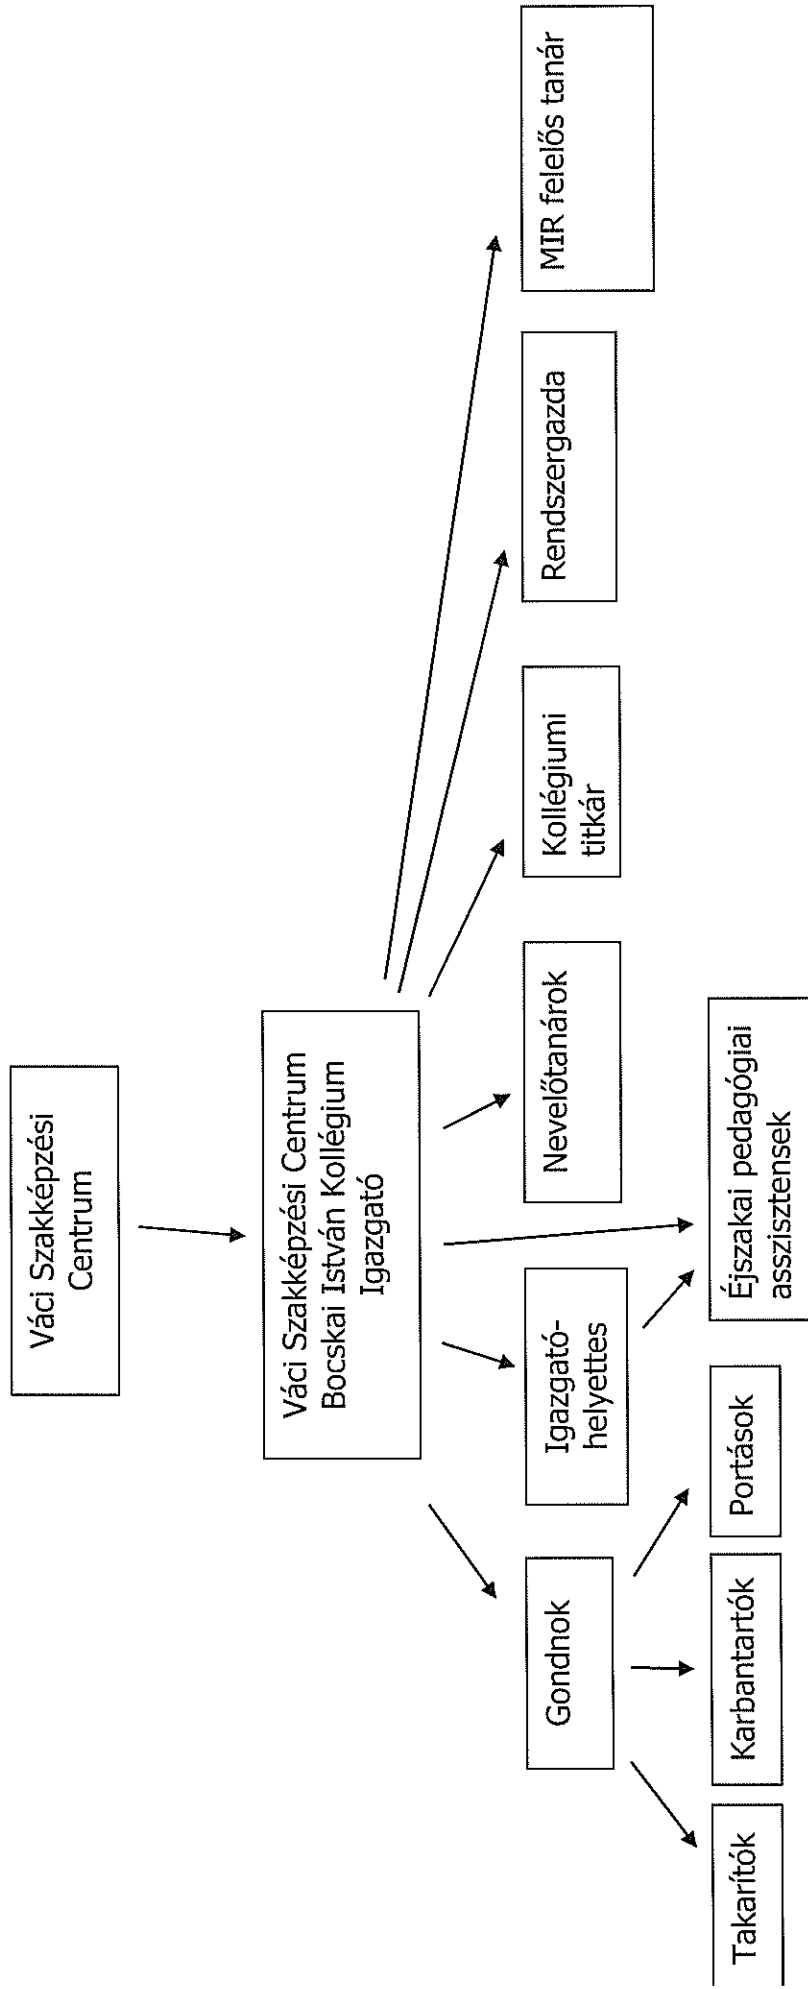 Váci Szakképzési
Centrum
Váci Szakképzési Centrum
Bocskai István Kollégium
Igazgató
Gondnok
Igazgató-
helyettes
Nevelőtanárok
Kollégiumi
titkár
Rendszergazda
MIR felelős tanár
Takarítók
Karbantartók
Portások
Éjszakai pedagógiai
asszisztensek